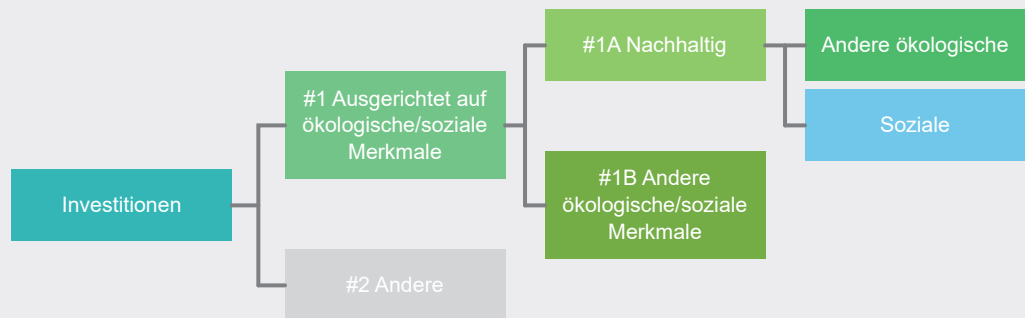 #1A Nachhaltig
Andere ökologische
#1 Ausgerichtet auf
ökologische/soziale
Merkmale
Soziale
#1B Andere
ökologische/soziale
Merkmale
Investitionen
#2 Andere